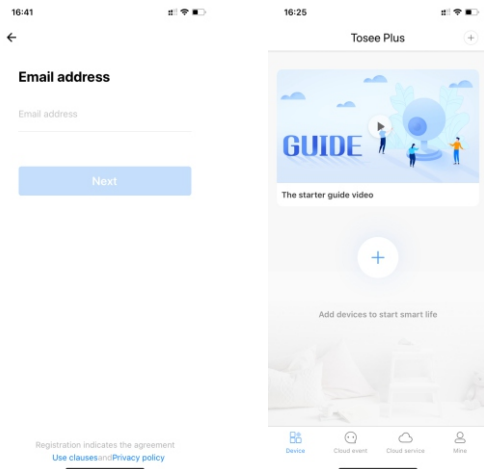 16:41
Email address
Email address
Next
Registration indicates the agreement
Use clausesandPrivacy policy
16:25
Tosee Plus
GUIDE
The starter guide video
Add devices to start smart life
Device
Cloud event
Cloud service
Mine